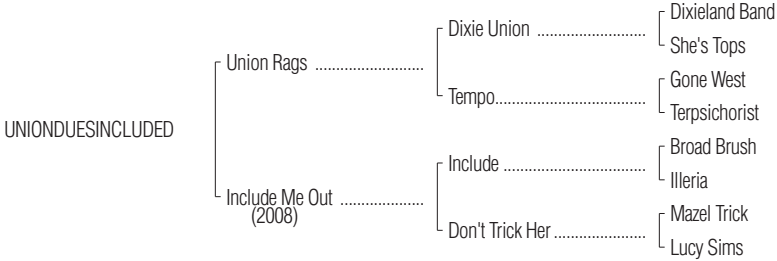 Dixieland Band
Dixie Union ..........................
She's Tops
Union Rags ..........................
Gone West
Tempo....................................
Terpsichorist
UNIONDUESINCLUDED
Broad Brush
Include ..................................
Illeria
Include Me Out ....................
(2008)
Mazel Trick
Don't Trick Her ......................
Lucy Sims